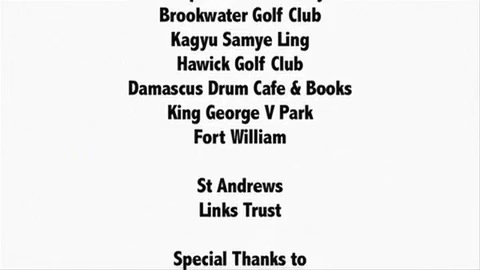 Brookwater Golf Club
Kagyu Samye Ling
Hawick Golf Club
Damascus Drum Cafe & Books
King George V Park
Fort William
St Andrews
Links Trust
Special Thanks to